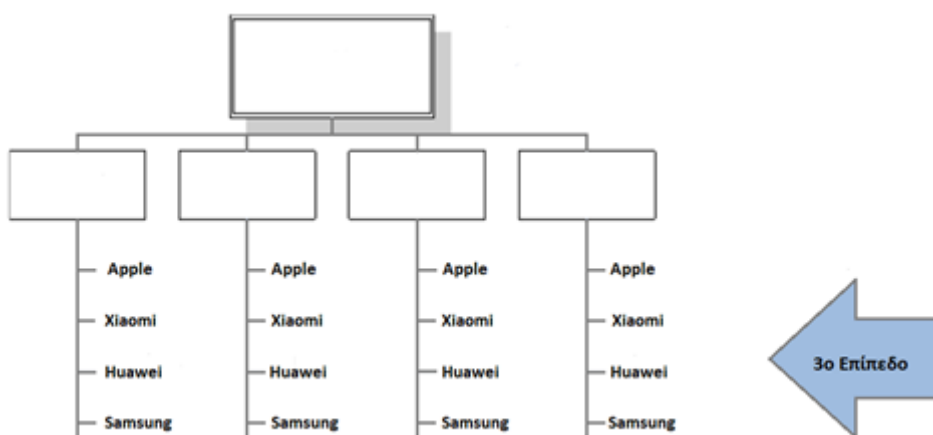 Apple Apple Apple Apple
Xiaomi Xiaomi Xiaomi Xiaomi
Huawei Huawei Huawei Huawei
3ο Επίπεδο
Samsung Samsung Samsung Samsung